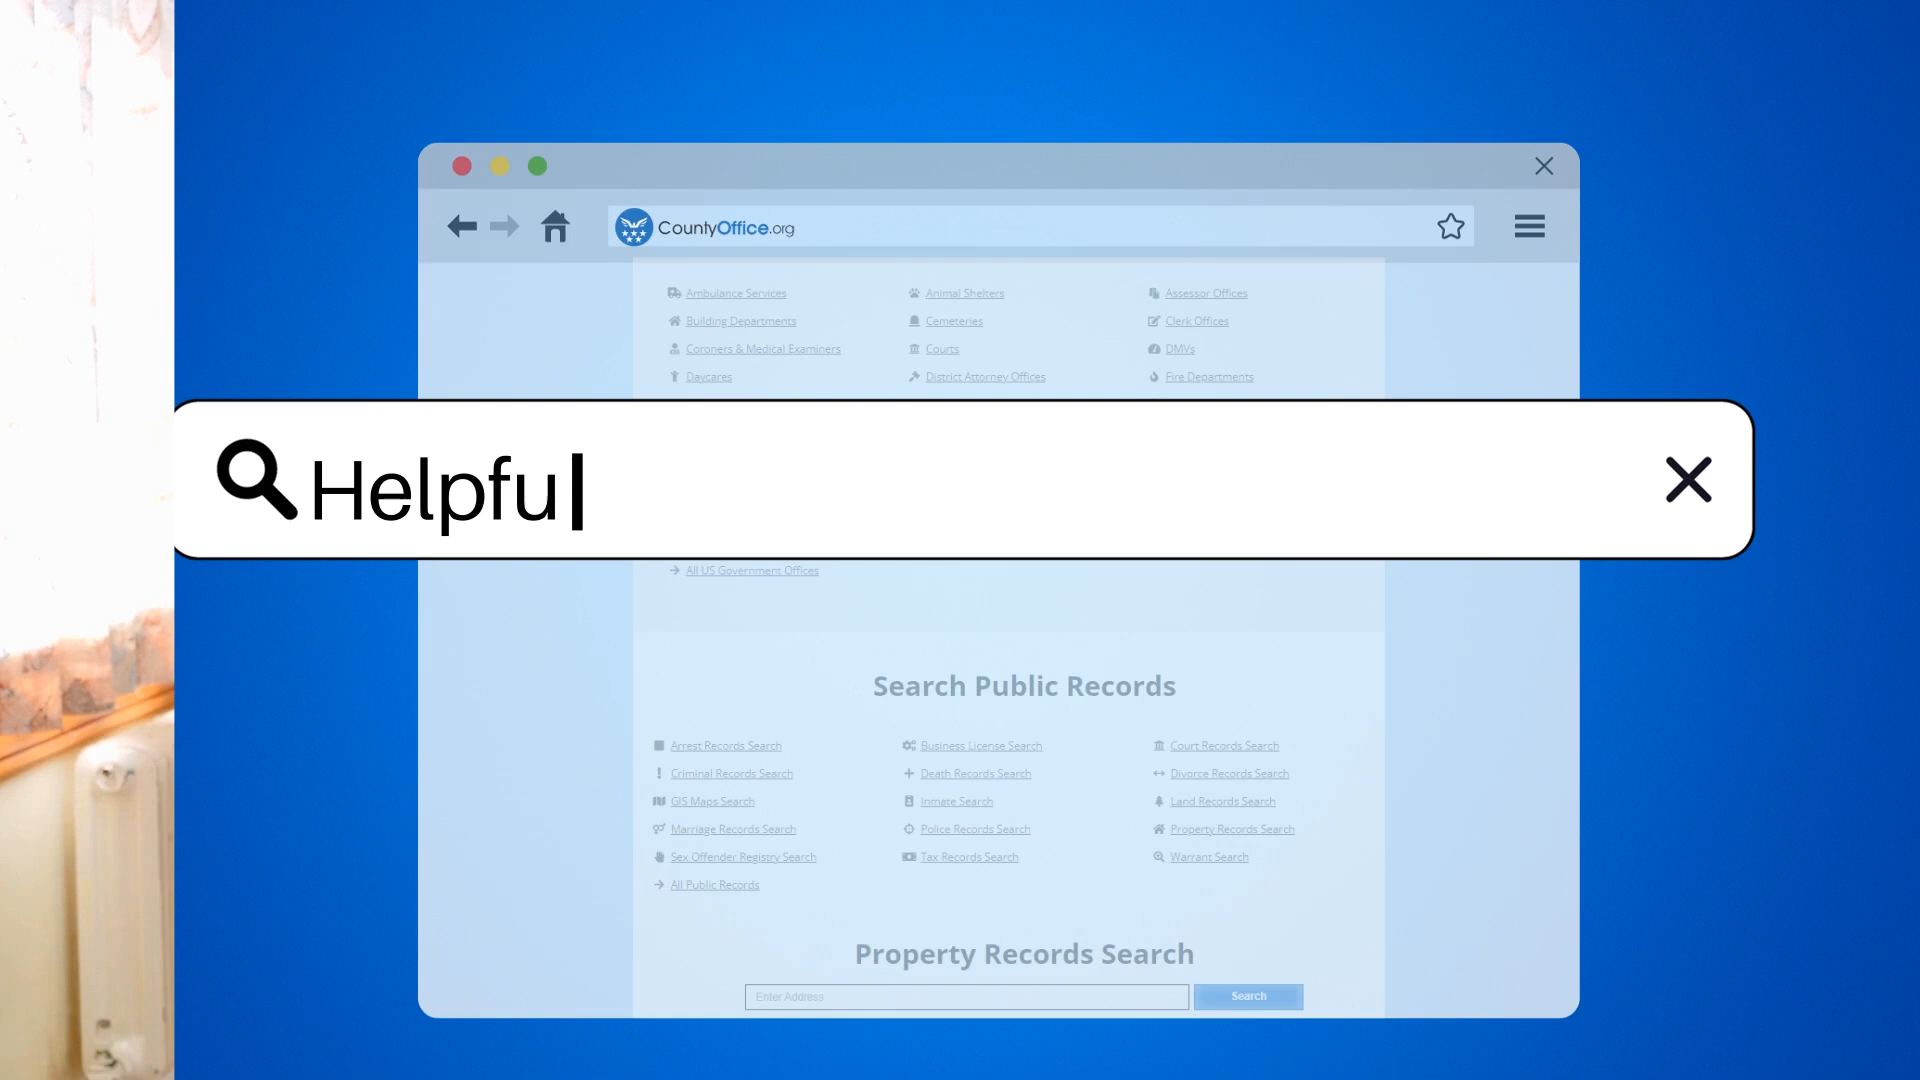 CountyOffice.org
Ambulance Services Animal Shelters Assessor Offices
Building Departments Cemeteries Clerk Offices
Coroners & Medical Examiners Courts DMVs
Daycares District Attorney Offices Fire Departments
Helpfu
All US Government Offices
Search Public Records
Arrest Records Search Business License Search Court Records Search
Criminal Records Search Death Records Search Divorce Records Search
GIS Maps Search Inmate Search Land Records Search
Marriage Records Search Police Records Search Property Records Search
Sex Offender Registry Search Tax Records Search Warrant Search
All Public Records
Property Records Search
Enter Address Search